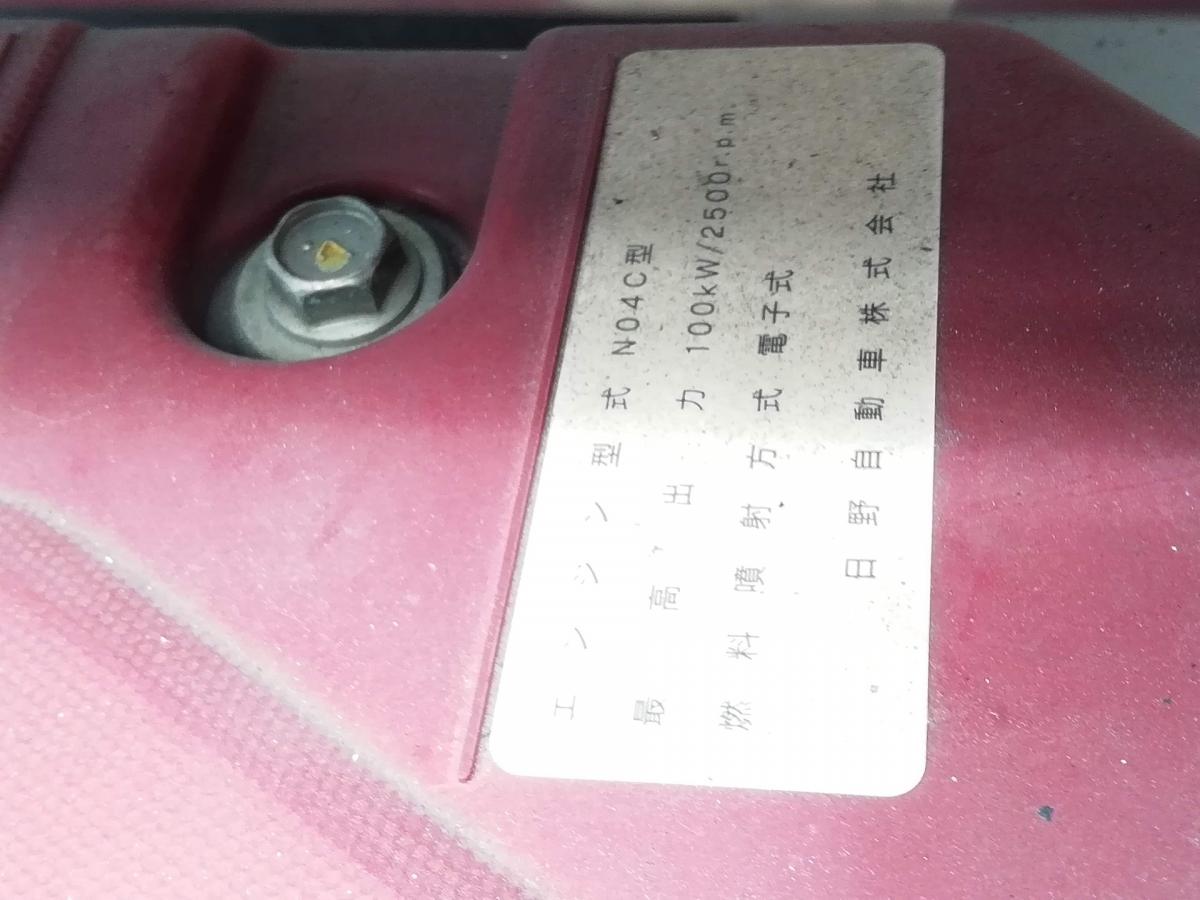 エンジン型式 N04C型
最高出力 100kW/2500r.p.m.
燃料噴射方式 電子式
日野自動車株式会社